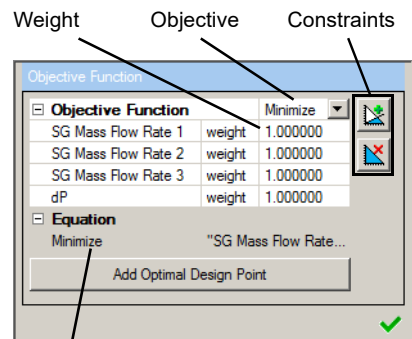 Weight Objective Constraints
Objective Function
Objective Function Minimize
SG Mass Flow Rate 1 weight 1.000000
SG Mass Flow Rate 2 weight 1.000000
SG Mass Flow Rate 3 weight 1.000000
dP weight 1.000000
Equation
Minimize "SG Mass Flow Rate...
Add Optimal Design Point